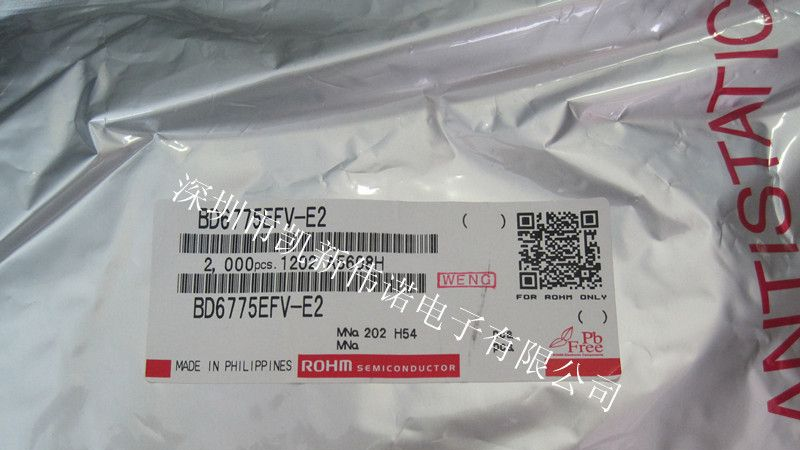 ANTISTATIC
BD6775EFV-E2 ( )
2,000pcs.
WENG
FOR ROHM ONLY
BD6775EFV-E2 ( )
MNo 202 H54
MNo
Pb
Free
MADE IN PHILIPPINES ROHM SEMICONDUCTOR
深圳市凯新伟诺电子有限公司